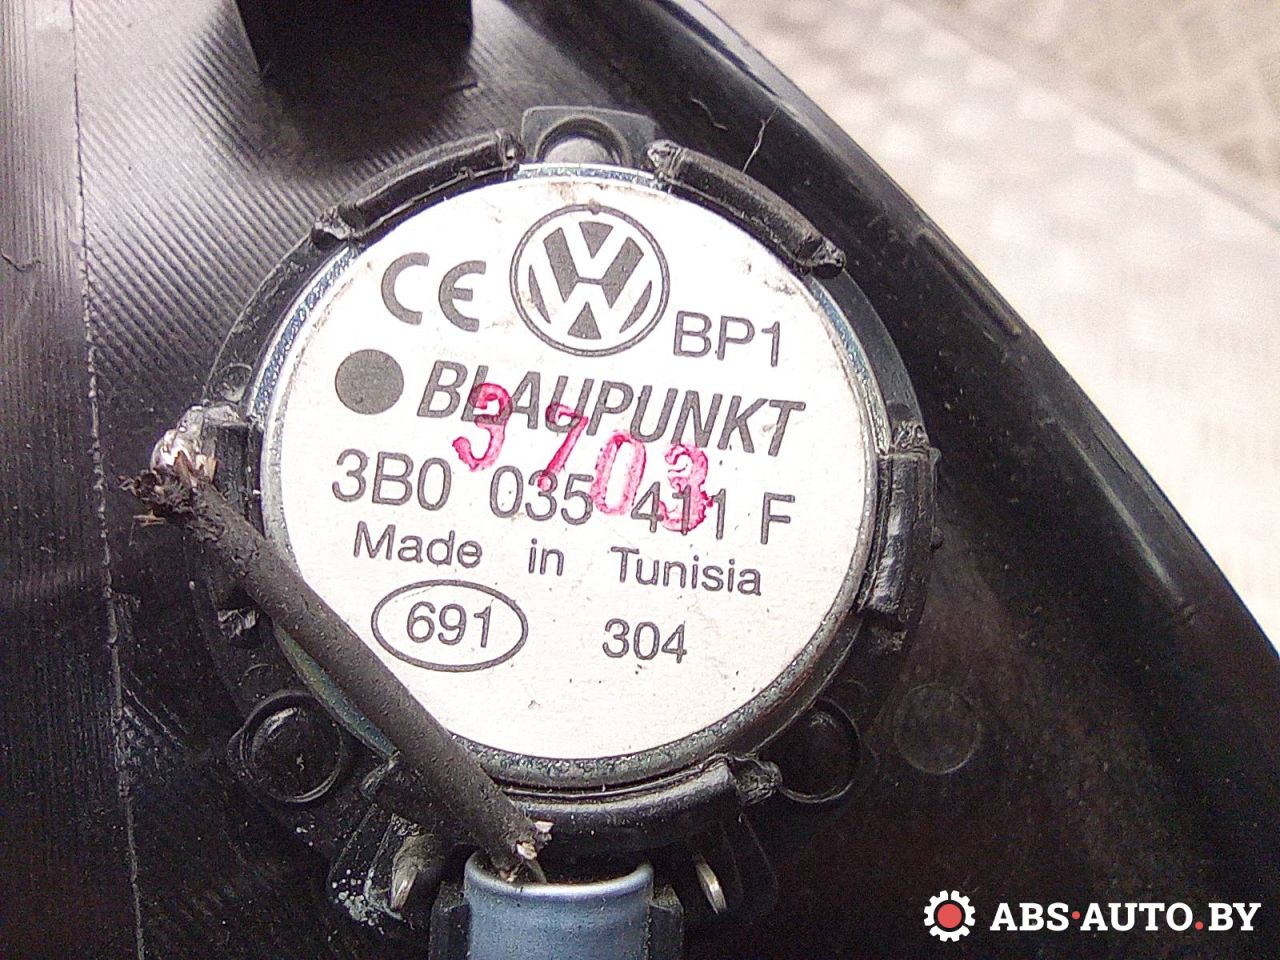 CE VW BP1
BLAUPUNKT
3703
3B0 035 411 F
Made in Tunisia
691 304
ABS·AUTO.BY